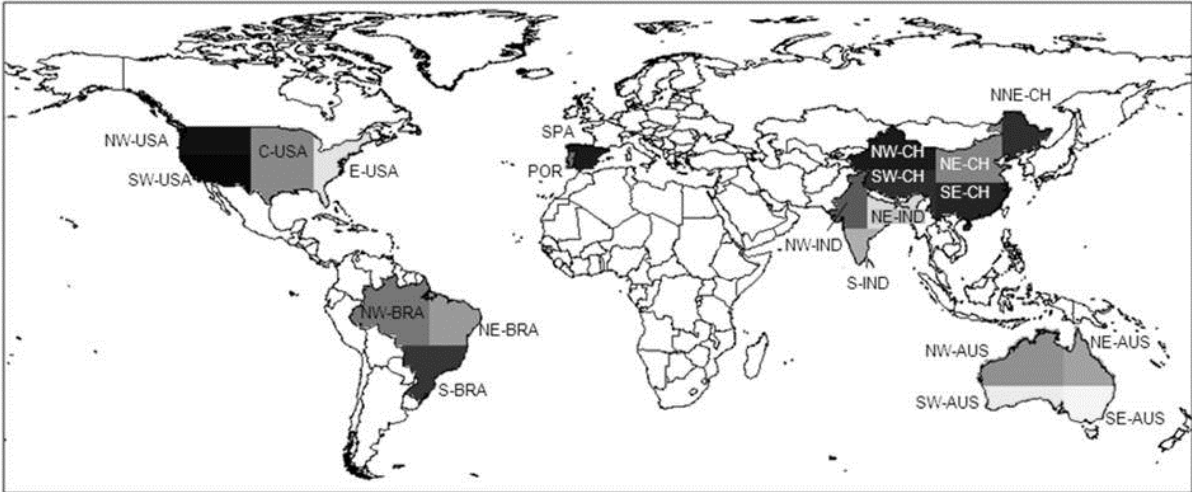 NNE-CH
SPA
NW-USA
C-USA
NW-CH
NE-CH
POR
E-USA
SW-USA
SW-CH
SE-CH
NE-IND
NW-IND
S-IND
NW-BRA
NE-BRA
NE-AUS
NW-AUS
S-BRA
SW-AUS
SE-AUS